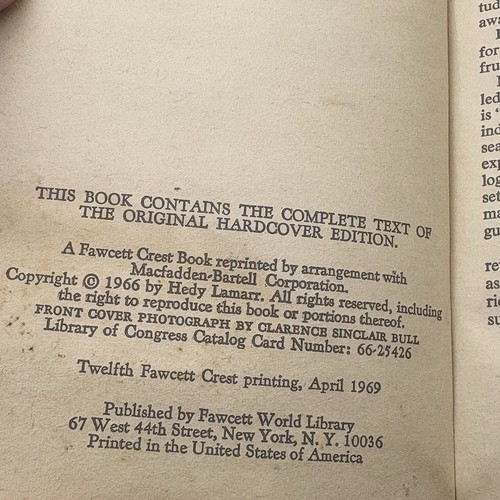 THIS BOOK CONTAINS THE COMPLETE TEXT OF
THE ORIGINAL HARDCOVER EDITION.
A Fawcett Crest Book reprinted by arrangement with
Macfadden-Bartell Corporation.
Copyright © 1966 by Hedy Lamarr. All rights reserved, including
the right to reproduce this book or portions thereof.
FRONT COVER PHOTOGRAPH BY CLARENCE SINCLAIR BULL
Library of Congress Catalog Card Number: 66-25426
Twelfth Fawcett Crest printing, April 1969
Published by Fawcett World Library
67 West 44th Street, New York, N. Y. 10036
Printed in the United States of America